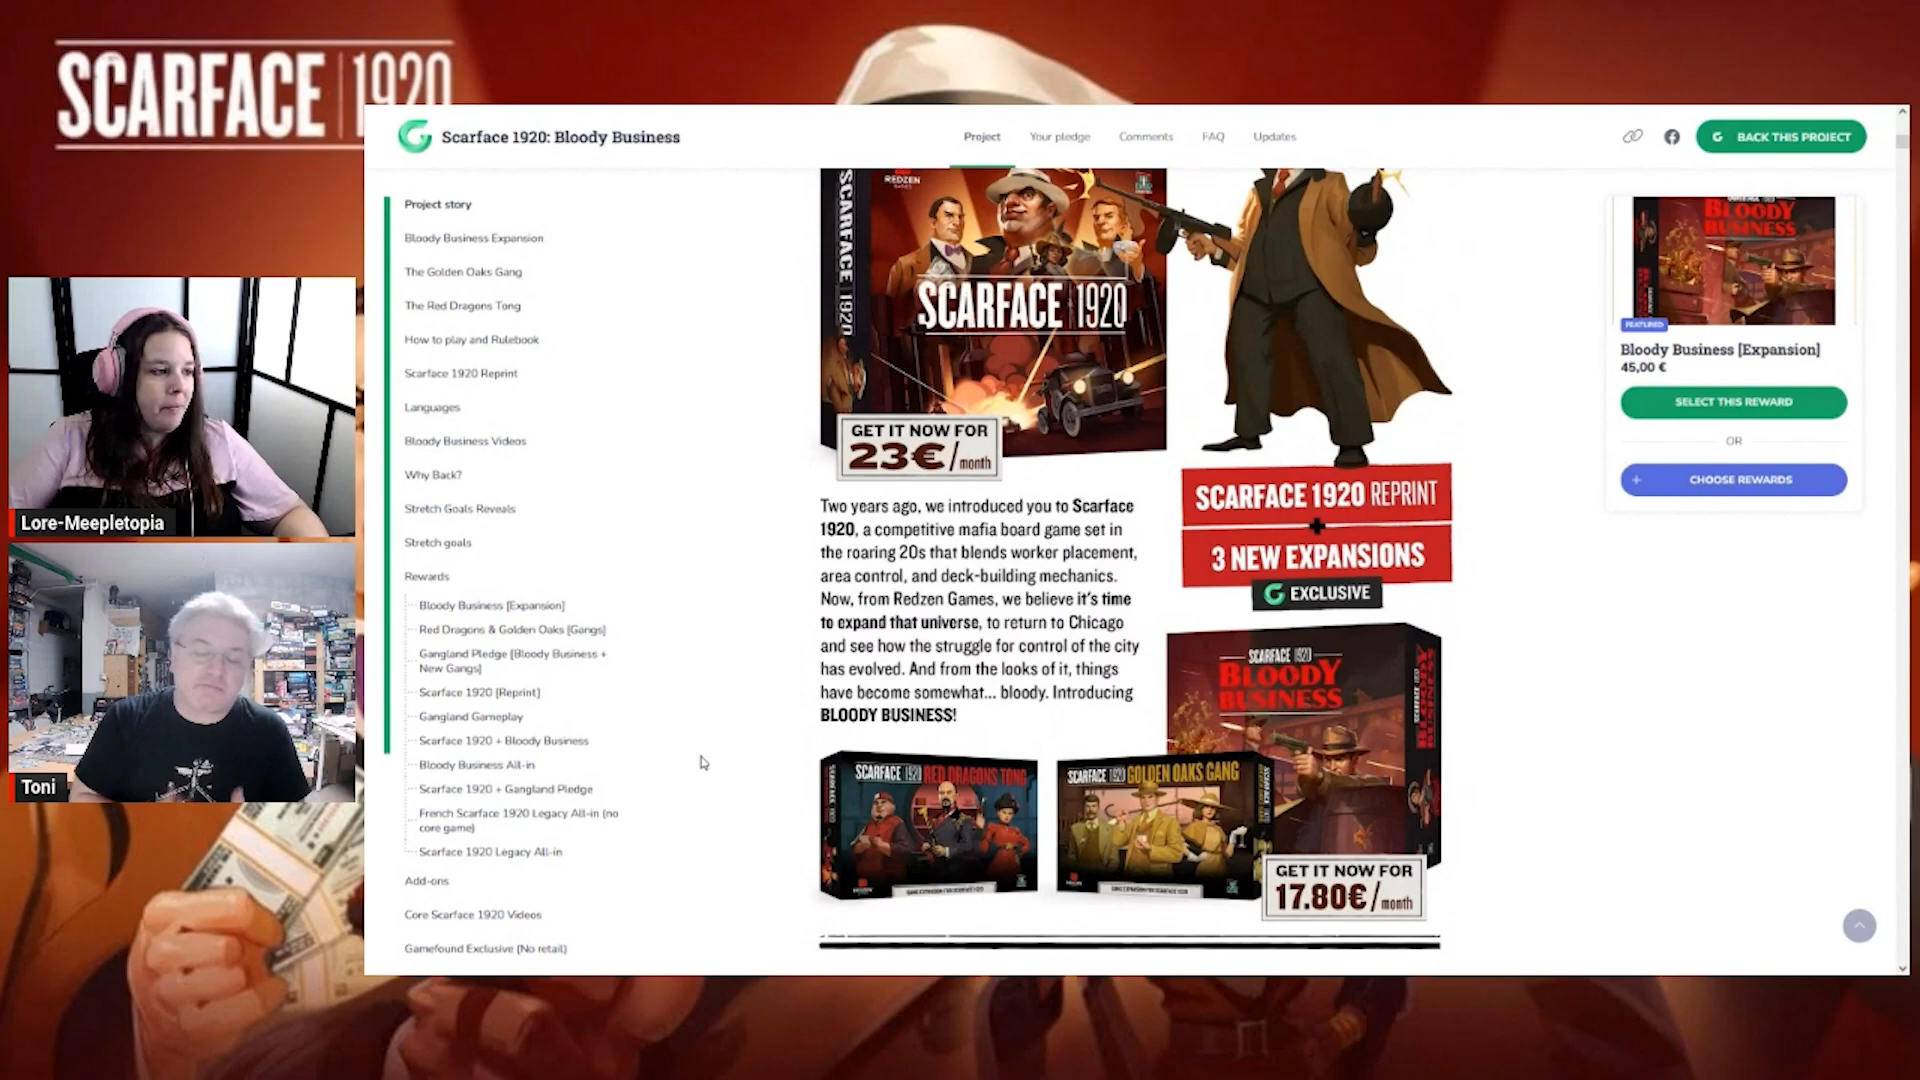 SCARFACE | 1920
Scarface 1920: Bloody Business
Project
Your pledge
Comments
FAQ
Updates
BACK THIS PROJECT
Project story
Bloody Business Expansion
The Golden Oaks Gang
The Red Dragons Tong
How to play and Rulebook
Scarface 1920 Reprint
Languages
Bloody Business Videos
Why Back?
Stretch Goals Reveals
Stretch goals
Rewards
Bloody Business [Expansion]
Red Dragons & Golden Oaks [Gangs]
Gangland Pledge [Bloody Business +
New Gangs]
Scarface 1920 [Reprint]
Gangland Gameplay
Scarface 1920 + Bloody Business
Bloody Business All-in
Scarface 1920 + Gangland Pledge
French Scarface 1920 Legacy All-in (no
core game)
Scarface 1920 Legacy All-in
Add-ons
Core Scarface 1920 Videos
Gamefound Exclusive (No retail)
REDZEN
SCARFACE 1920
SCARFACE | 1920
GET IT NOW FOR
23€/month
Two years ago, we introduced you to Scarface
1920, a competitive mafia board game set in
the roaring 20s that blends worker placement,
area control, and deck-building mechanics.
Now, from Redzen Games, we believe it's time
to expand that universe, to return to Chicago
and see how the struggle for control of the city
has evolved. And from the looks of it, things
have become somewhat... bloody. Introducing
BLOODY BUSINESS!
SCARFACE 1920 REPRINT
+
3 NEW EXPANSIONS
EXCLUSIVE
SCARFACE | 1920
BLOODY
BUSINESS
SCARFACE | 1920 RED DRAGONS TONG
SCARFACE | 1920 GOLDEN OAKS GANG
GET IT NOW FOR
17.80€/month
BLOODY
BUSINESS
FEATURED
Bloody Business [Expansion]
45,00 €
SELECT THIS REWARD
OR
+ CHOOSE REWARDS
Lore-Meepletopia
Toni